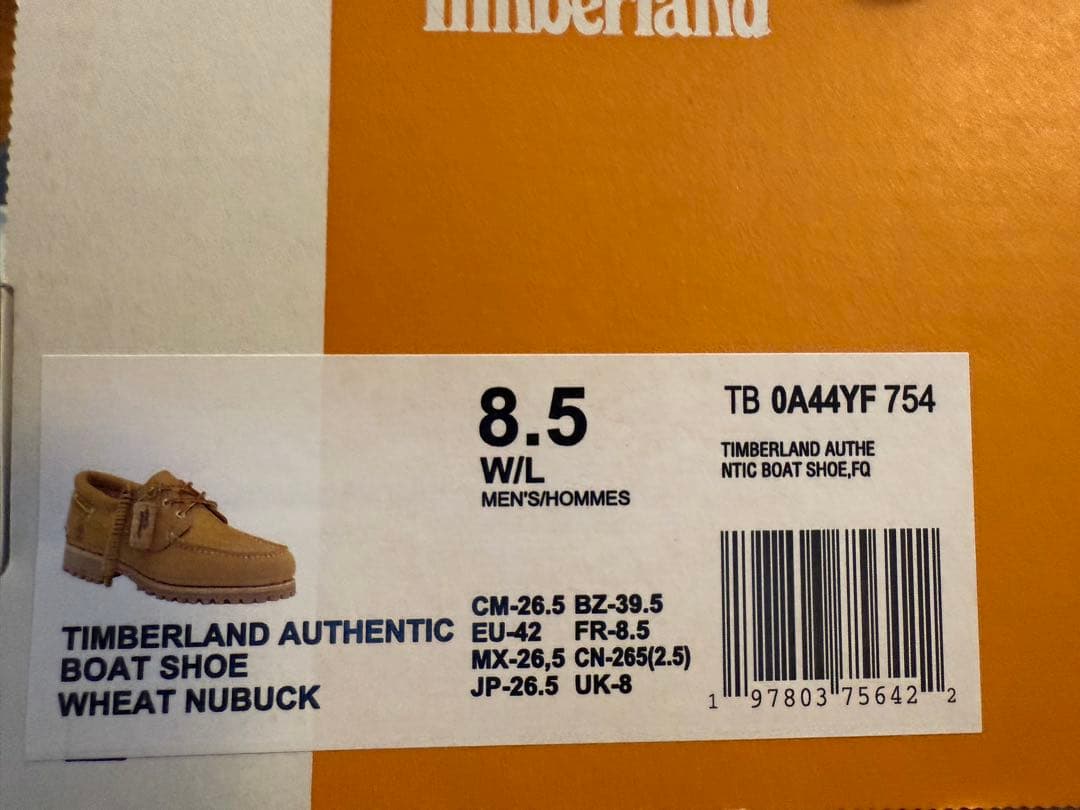 Timberland
8.5
W/L
MEN'S/HOMMES
TB 0A44YF 754
TIMBERLAND AUTHE
NTIC BOAT SHOE,FQ
TIMBERLAND AUTHENTIC
BOAT SHOE
WHEAT NUBUCK
CM-26.5 BZ-39.5
EU-42 FR-8.5
MX-26,5 CN-265(2.5)
JP-26.5 UK-8
1 97803 75642 2